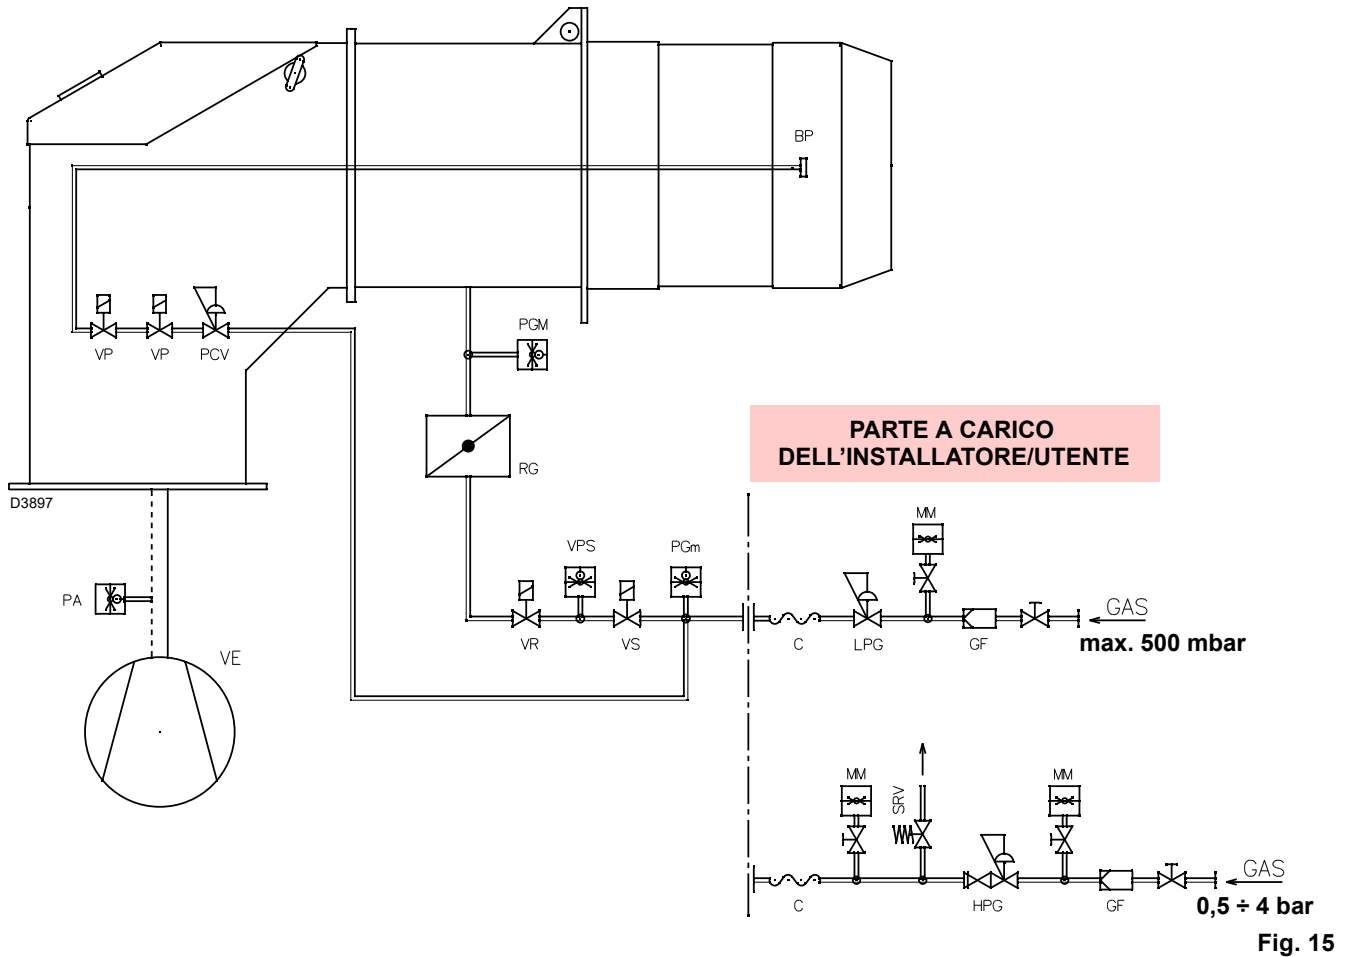 BP
VP
VP
PCV
PGM
RG
PARTE A CARICO
DELL'INSTALLATORE/UTENTE
D3897
PA
VE
VPS
PGm
MM
VR
VS
C
LPG
GF
GAS
max. 500 mbar
MM
SRV
MM
C
HPG
GF
GAS
0,5 ÷ 4 bar
Fig. 15